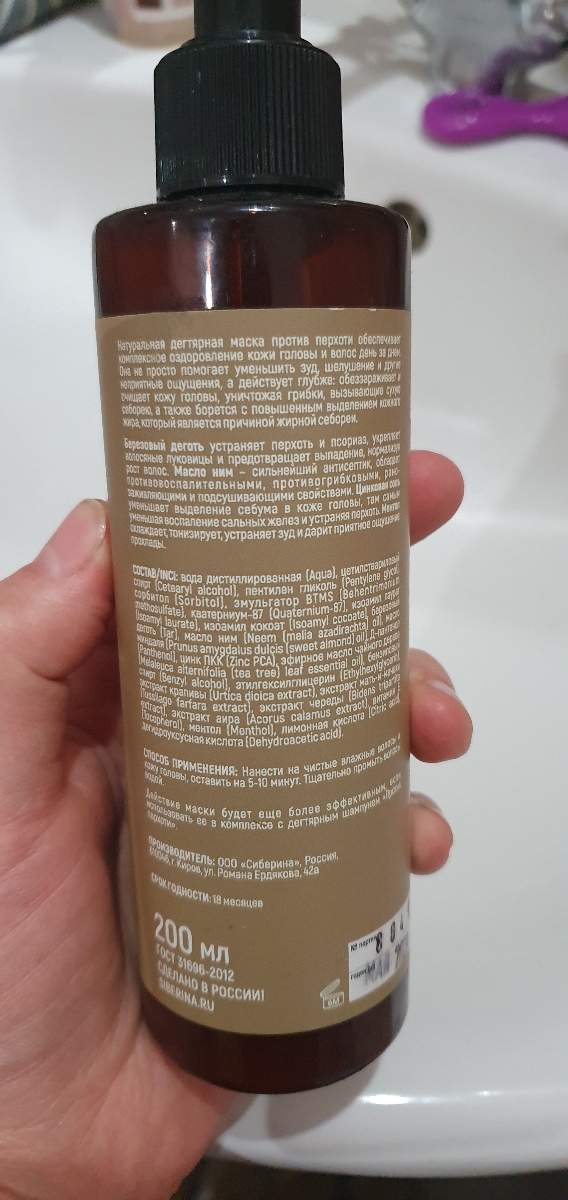 Натуральная дегтярная маска против перхоти обеспечивает
комплексное оздоровление кожи головы и волос день за днем.
Она не просто помогает уменьшить зуд, шелушение и другие
неприятные ощущения, а действует глубже: обеззараживает и
очищает кожу головы, уничтожая грибки, вызывающие сухую
себорею, а также борется с повышенным выделением кожного
жира, который является причиной жирной себореи.
Березовый деготь устраняет перхоть и псориаз, укрепляет
волосяные луковицы и предотвращает выпадение, нормализуя
рост волос. Масло ним – сильнейший антисептик, обладает
противовоспалительными, противогрибковыми, рано-
заживляющими и подсушивающими свойствами. Цинковая соль
уменьшает выделение себума в коже головы, тем самым
уменьшая воспаление сальных желез и устраняя перхоть. Ментол
охлаждает, тонизирует, устраняет зуд и дарит приятное ощущение
прохлады.
СОСТАВ/INCI: вода дистиллированная (Aqua), цетилстеариловый
спирт (Cetearyl alcohol), пентилен гликоль (Pentylene glycol),
сорбитол (Sorbitol), эмульгатор BTMS (Behentrimonium
methosulfate), кватерниум-87 (Quaternium-87), изоамил лаурат
(Isoamyl laurate), изоамил кокоат (Isoamyl cocoate), березовый
деготь (Tar), масло ним (Neem (melia azadirachta) oil), масло
миндаля (Prunus amygdalus dulcis (sweet almond) oil), Д-пантенол
(Panthenol), цинк ПКК (Zinc PCA), эфирное масло чайного дерева
(Malaleuca alternifolia (tea tree) leaf essential oil), бензиловый
спирт (Benzyl alcohol), этилгексилглицерин (Ethylhexylglycerin),
экстракт крапивы (Urtica dioica extract), экстракт мать-и-мачехи
(Tussilago farfara extract), экстракт череды (Bidens tripartita
extract), экстракт аира (Acorus calamus extract), витамин Е
(Tocopherol), ментол (Menthol), лимонная кислота (Citric acid),
дегидроуксусная кислота (Dehydroacetic acid).
СПОСОБ ПРИМЕНЕНИЯ: Нанести на чистые влажные волосы и
кожу головы, оставить на 5-10 минут. Тщательно промыть волосы
водой.
Действие маски будет еще более эффективным, если
использовать ее в комплексе с дегтярным шампунем «Против
перхоти».
ПРОИЗВОДИТЕЛЬ: ООО «Сиберина», Россия,
610046, г. Киров, ул. Романа Ердякова, 42а
СРОК ГОДНОСТИ: 18 месяцев
200 мл
ГОСТ 31696-2012
СДЕЛАНО В РОССИИ!
SIBERINA.RU
№ партии
6M